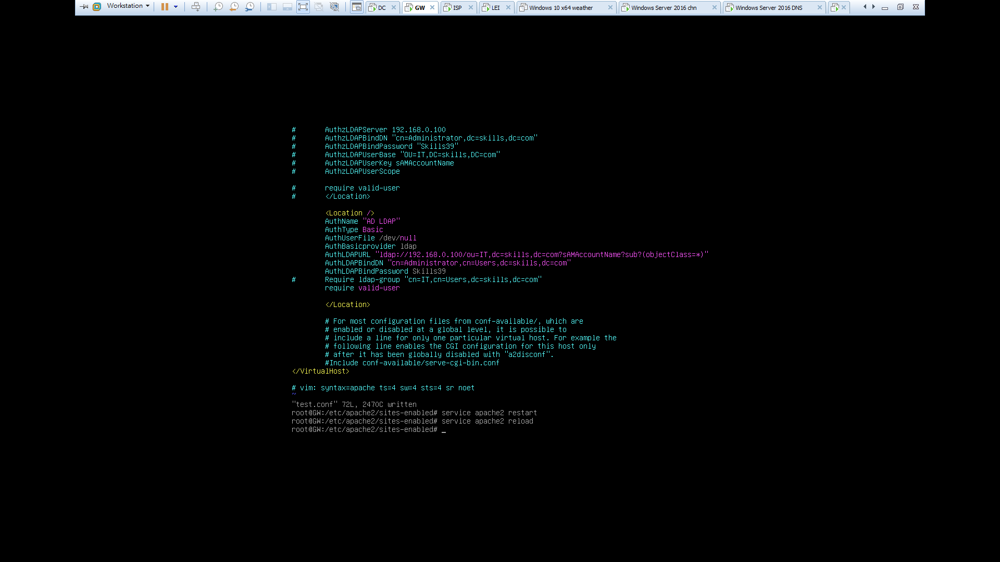 Workstation
DC
GW
ISP
LEI
Windows 10 x64 weather
Windows Server 2016 chn
Windows Server 2016 DNS
# AuthzLDAPServer 192.168.0.100
# AuthzLDAPBindDN "cn=Administrator,dc=skills,dc=com"
# AuthzLDAPBindPassword "Skills39"
# AuthzLDAPUserBase "OU=IT,DC=skills,DC=com"
# AuthzLDAPUserKey sAMAccountName
# AuthzLDAPUserScope
# require valid-user
# </Location>
<Location />
AuthName "AD LDAP"
AuthType Basic
AuthUserFile /dev/null
AuthBasicprovider ldap
AuthLDAPURL "ldap://192.168.0.100/ou=IT,dc=skills,dc=com?sAMAccountName?sub?(objectClass=*)"
AuthLDAPBindDN "cn=Administrator,cn=Users,dc=skills,dc=com"
AuthLDAPBindPassword Skills39
# Require ldap-group "cn=IT,cn=Users,dc=skills,dc=com"
require valid-user
</Location>
# For most configuration files from conf-available/, which are
# enabled or disabled at a global level, it is possible to
# include a line for only one particular virtual host. For example the
# following line enables the CGI configuration for this host only
# after it has been globally disabled with "a2disconf".
#Include conf-available/serve-cgi-bin.conf
</VirtualHost>
# vim: syntax=apache ts=4 sw=4 sts=4 sr noet
~
"test.conf" 72L, 2470C written
root@GW:/etc/apache2/sites-enabled# service apache2 restart
root@GW:/etc/apache2/sites-enabled# service apache2 reload
root@GW:/etc/apache2/sites-enabled# _